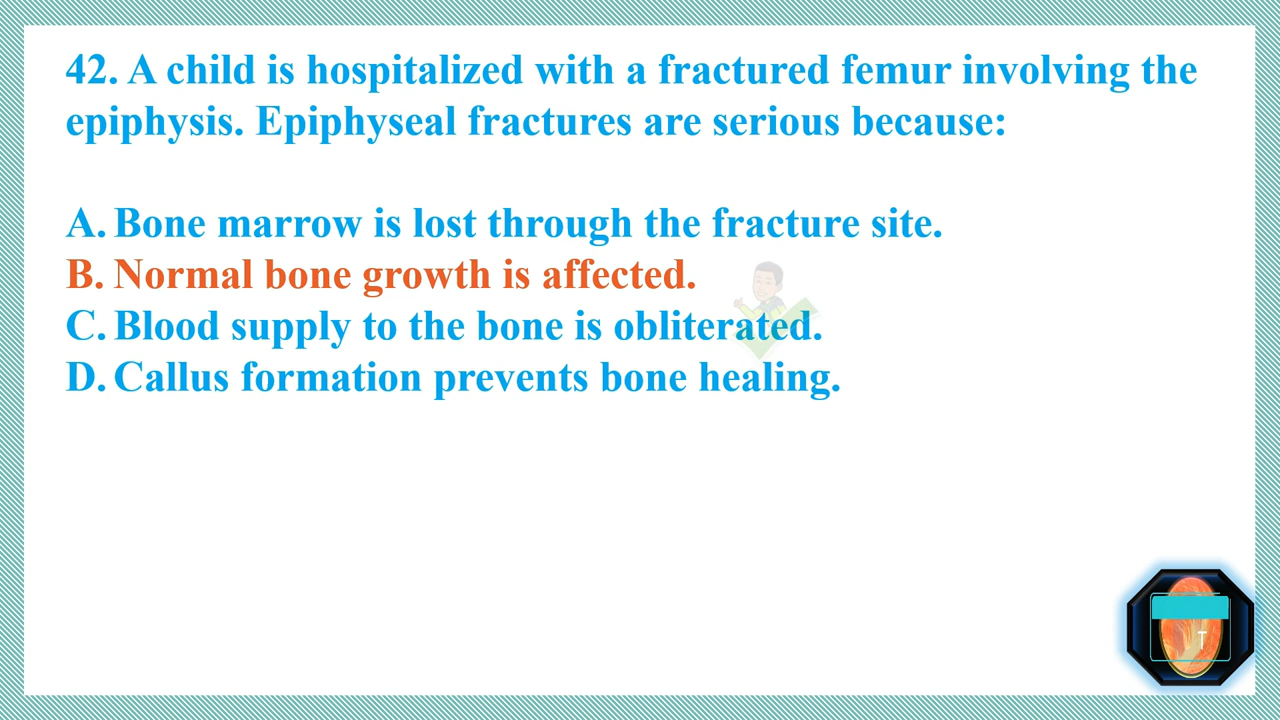 42. A child is hospitalized with a fractured femur involving the
epiphysis. Epiphyseal fractures are serious because:
A. Bone marrow is lost through the fracture site.
B. Normal bone growth is affected.
C. Blood supply to the bone is obliterated.
D. Callus formation prevents bone healing.
T